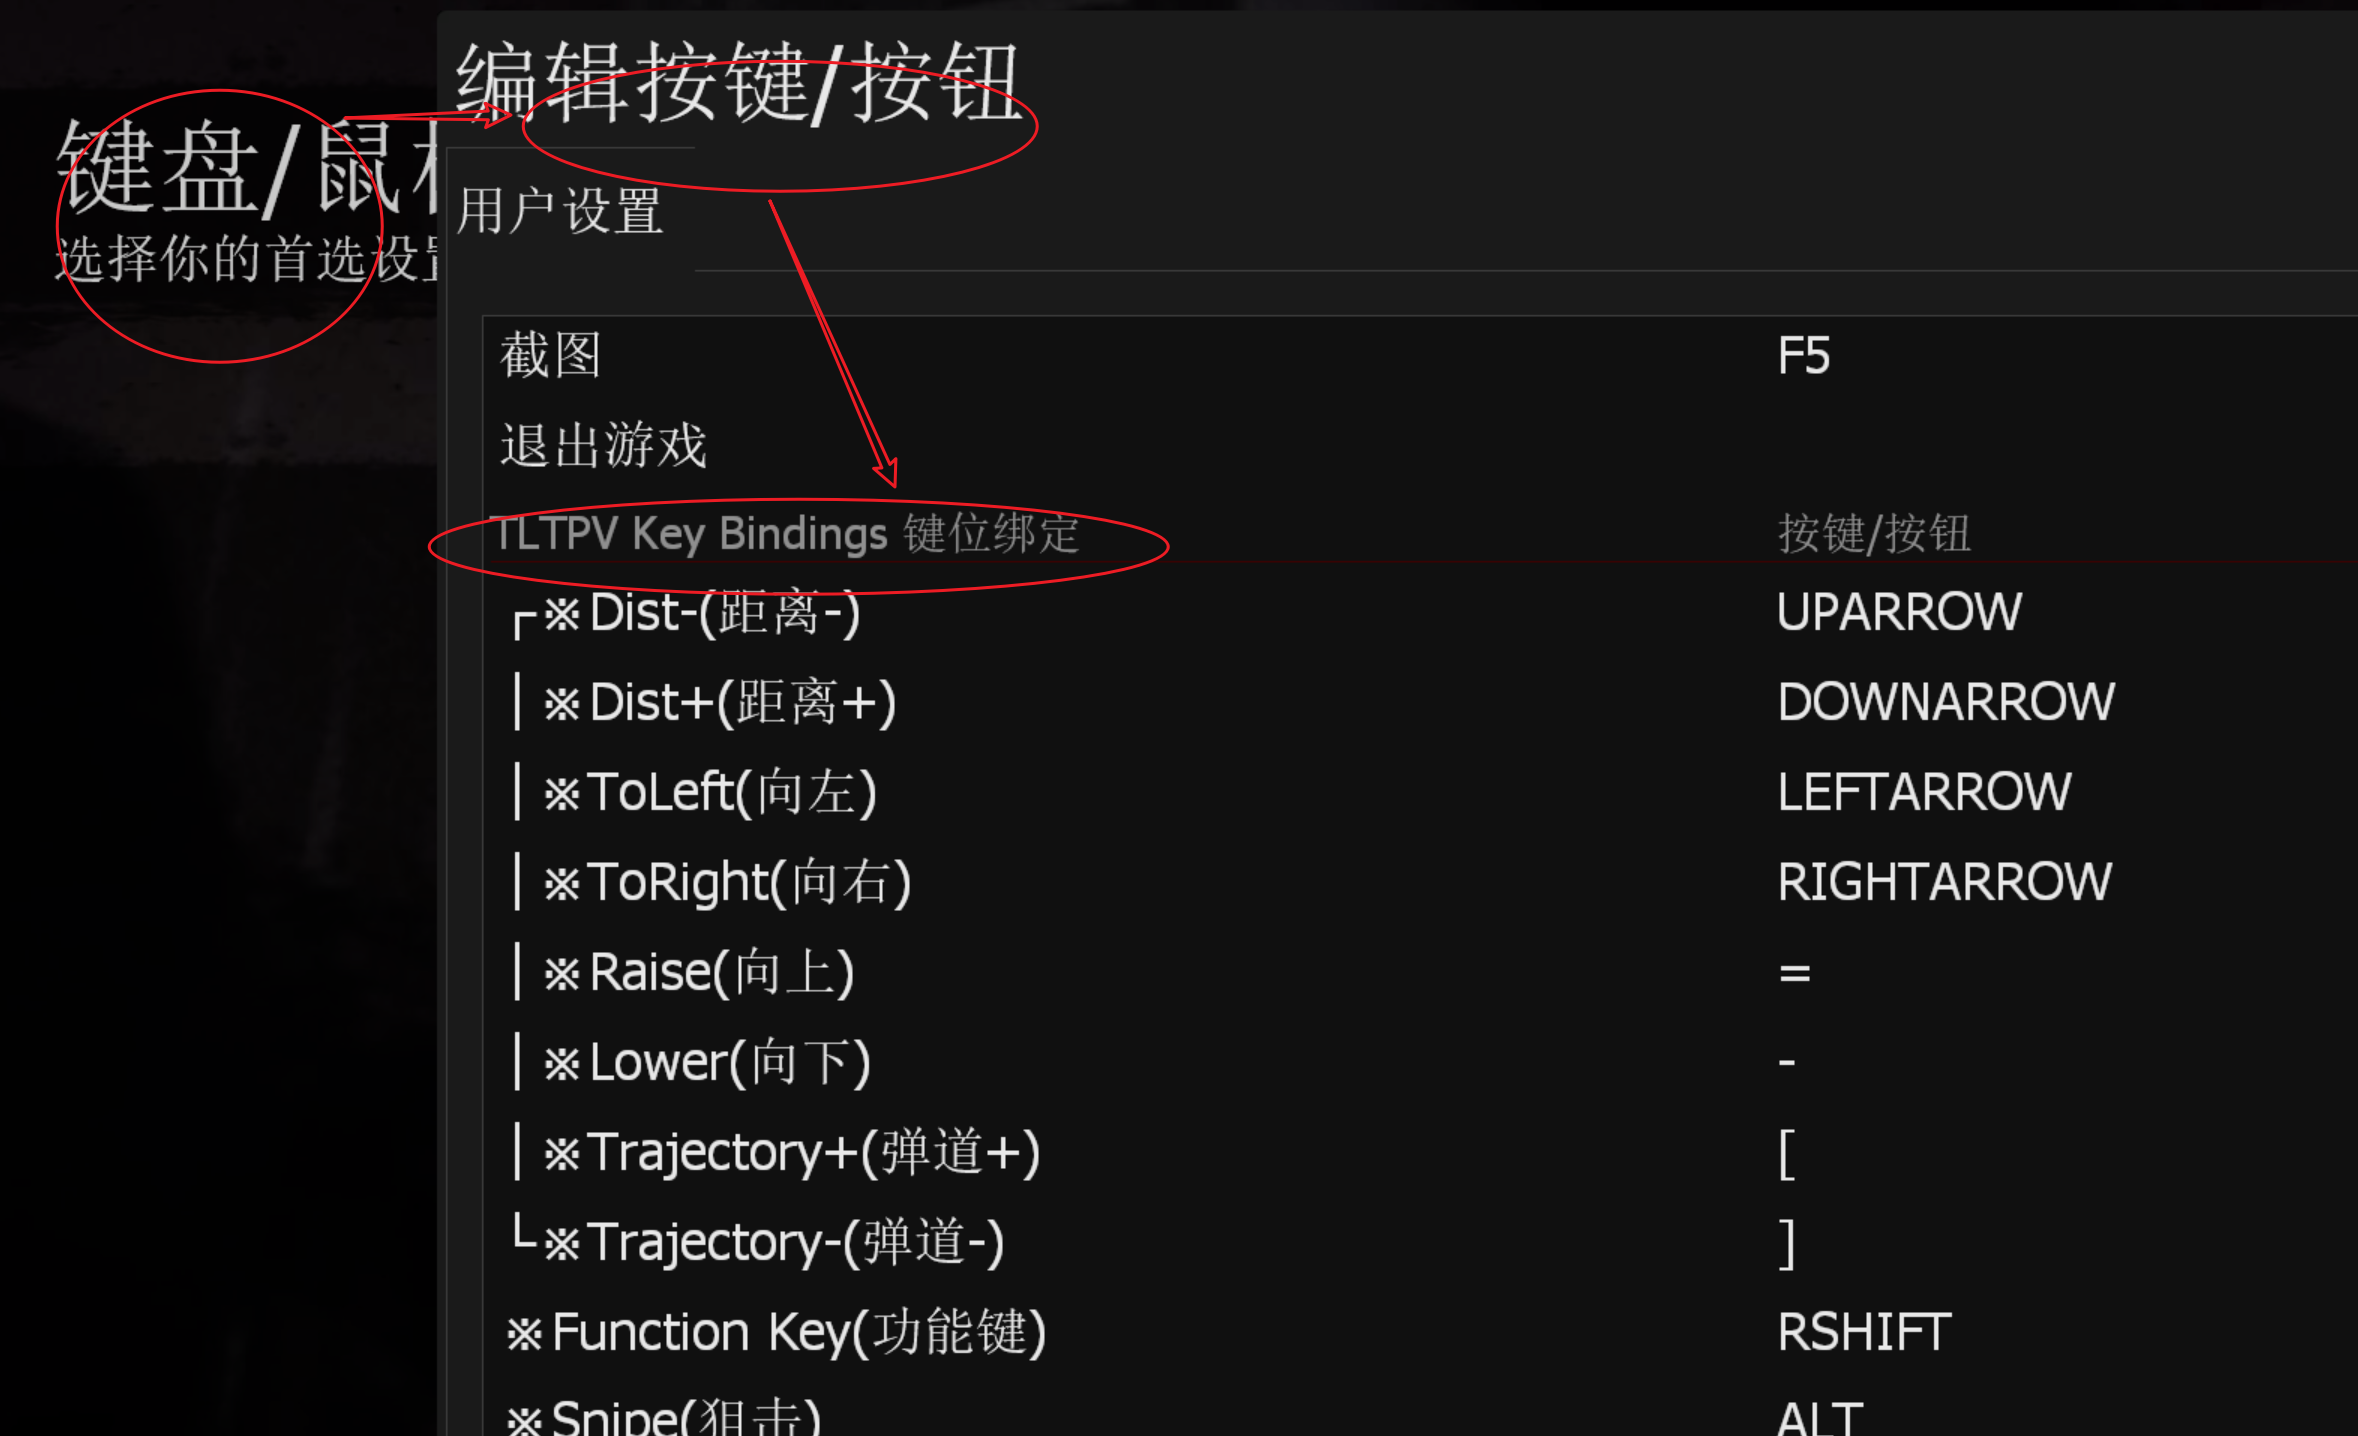 编辑按键/按钮
键盘/鼠
选择你的首选设置
用户设置
截图 F5
退出游戏
TLTPV Key Bindings 键位绑定 按键/按钮
┌※Dist-(距离-) UPARROW
│※Dist+(距离+) DOWNARROW
│※ToLeft(向左) LEFTARROW
│※ToRight(向右) RIGHTARROW
│※Raise(向上) =
│※Lower(向下) -
│※Trajectory+(弹道+) [
└※Trajectory-(弹道-) ]
※Function Key(功能键) RSHIFT
※Snipe(狙击) ALT